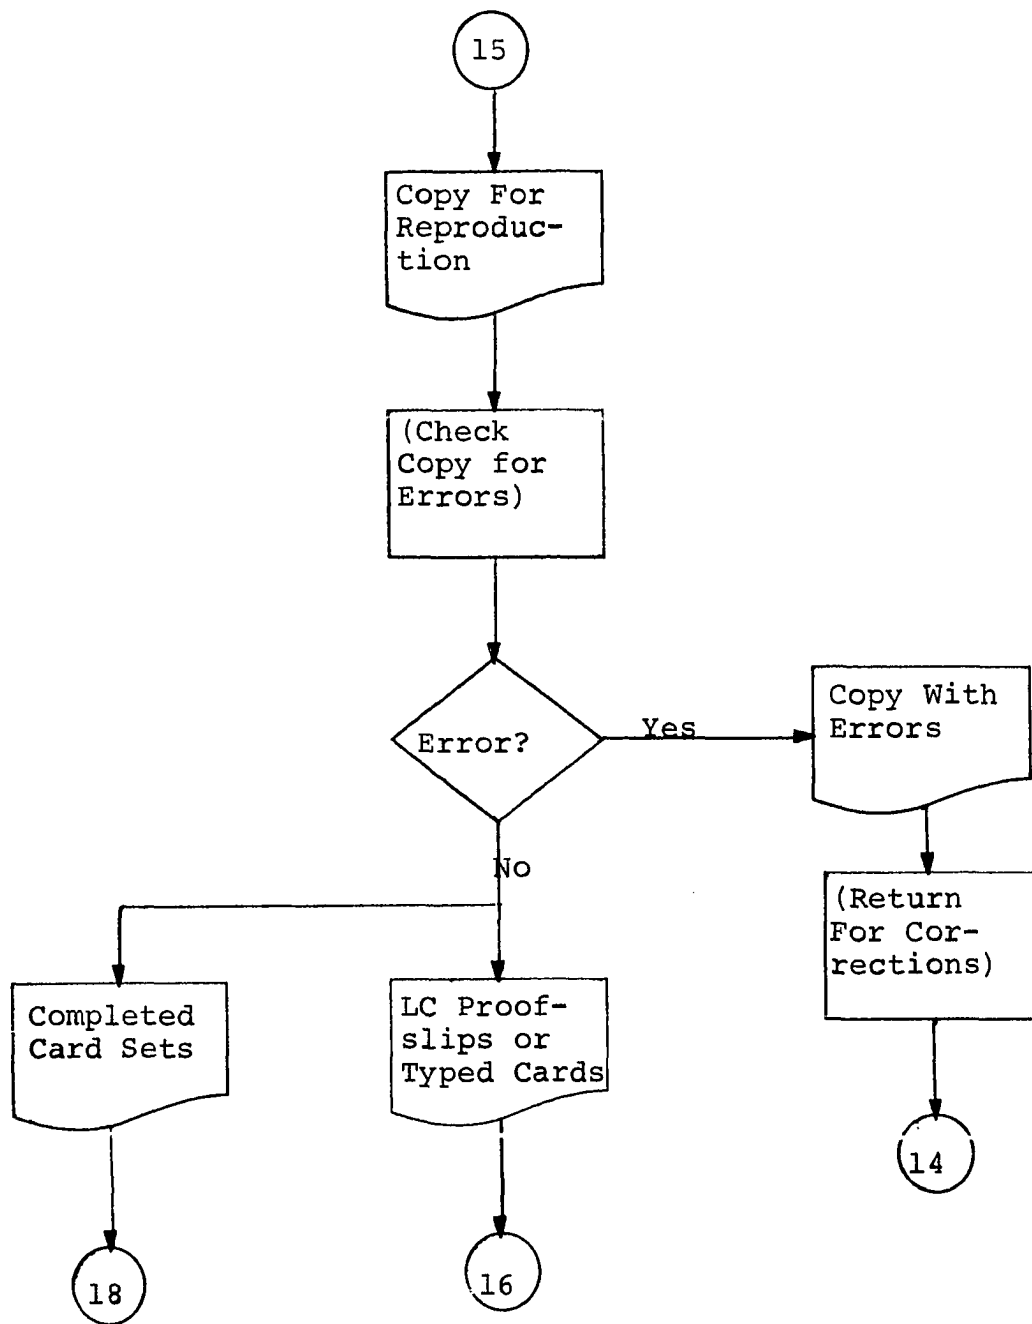 15
Copy For
Reproduc-
tion
(Check
Copy for
Errors)
Error?
Yes
Copy With
Errors
(Return
For Cor-
rections)
14
No
Completed
Card Sets
18
LC Proof-
slips or
Typed Cards
16